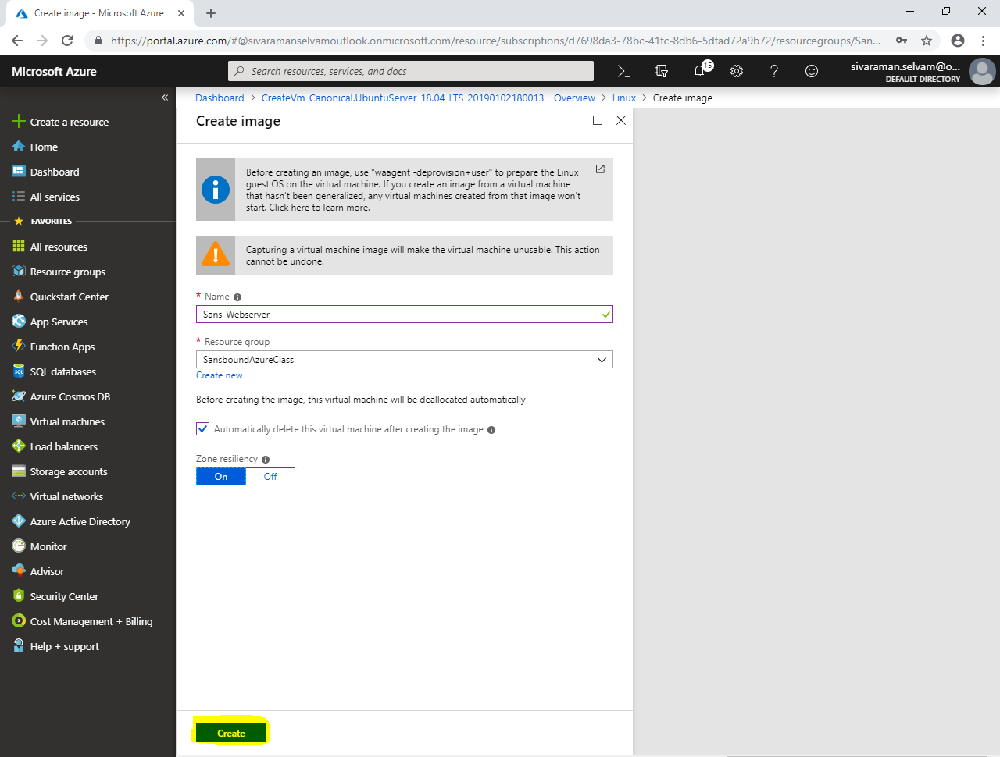 Create image - Microsoft Azure
https://portal.azure.com/#@sivaramanselvamoutlook.onmicrosoft.com/resource/subscriptions/d7698da3-78bc-41fc-8db6-5dfad72a9b72/resourcegroups/San...
Microsoft Azure
Search resources, services, and docs
15
sivaraman.selvam@o...
DEFAULT DIRECTORY
Dashboard > CreateVm-Canonical.UbuntuServer-18.04-LTS-20190102180013 - Overview > Linux > Create image
Create a resource
Home
Dashboard
All services
FAVORITES
All resources
Resource groups
Quickstart Center
App Services
Function Apps
SQL databases
Azure Cosmos DB
Virtual machines
Load balancers
Storage accounts
Virtual networks
Azure Active Directory
Monitor
Advisor
Security Center
Cost Management + Billing
Help + support
Create image
Before creating an image, use "waagent -deprovision+user" to prepare the Linux
guest OS on the virtual machine. If you create an image from a virtual machine
that hasn't been generalized, any virtual machines created from that image won't
start. Click here to learn more.
Capturing a virtual machine image will make the virtual machine unusable. This action
cannot be undone.
* Name
Sans-Webserver
* Resource group
SansboundAzureClass
Create new
Before creating the image, this virtual machine will be deallocated automatically
Automatically delete this virtual machine after creating the image
Zone resiliency
On Off
Create